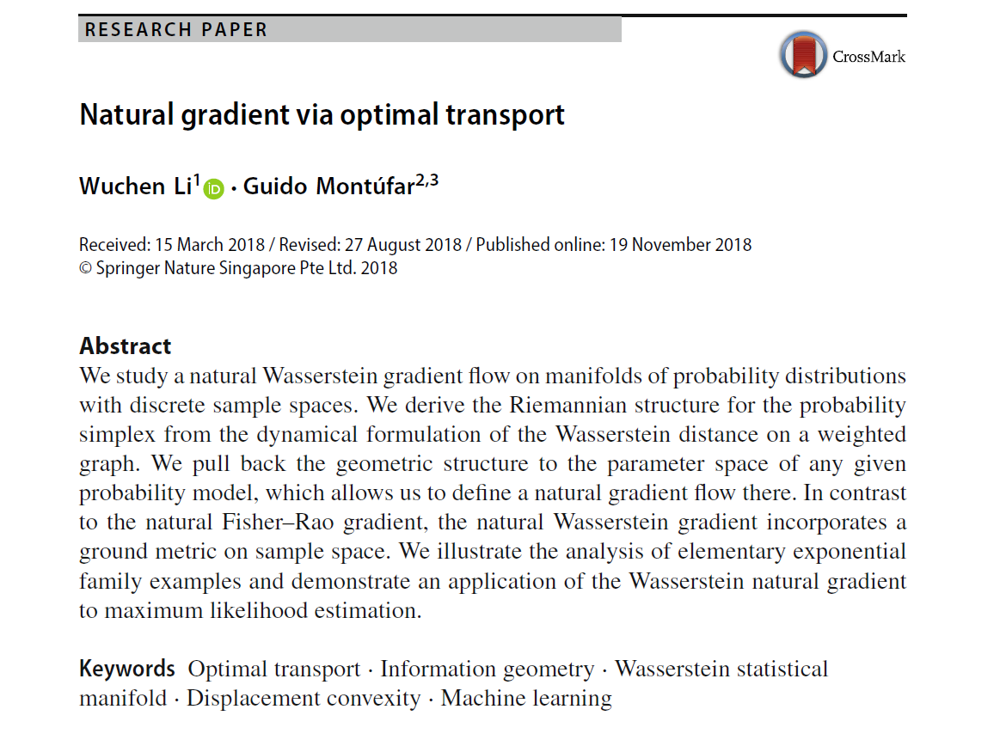 RESEARCH PAPER
CrossMark
Natural gradient via optimal transport
Wuchen Li1 iD · Guido Montúfar2,3
Received: 15 March 2018 / Revised: 27 August 2018 / Published online: 19 November 2018
© Springer Nature Singapore Pte Ltd. 2018
Abstract
We study a natural Wasserstein gradient flow on manifolds of probability distributions
with discrete sample spaces. We derive the Riemannian structure for the probability
simplex from the dynamical formulation of the Wasserstein distance on a weighted
graph. We pull back the geometric structure to the parameter space of any given
probability model, which allows us to define a natural gradient flow there. In contrast
to the natural Fisher–Rao gradient, the natural Wasserstein gradient incorporates a
ground metric on sample space. We illustrate the analysis of elementary exponential
family examples and demonstrate an application of the Wasserstein natural gradient
to maximum likelihood estimation.
Keywords Optimal transport · Information geometry · Wasserstein statistical
manifold · Displacement convexity · Machine learning